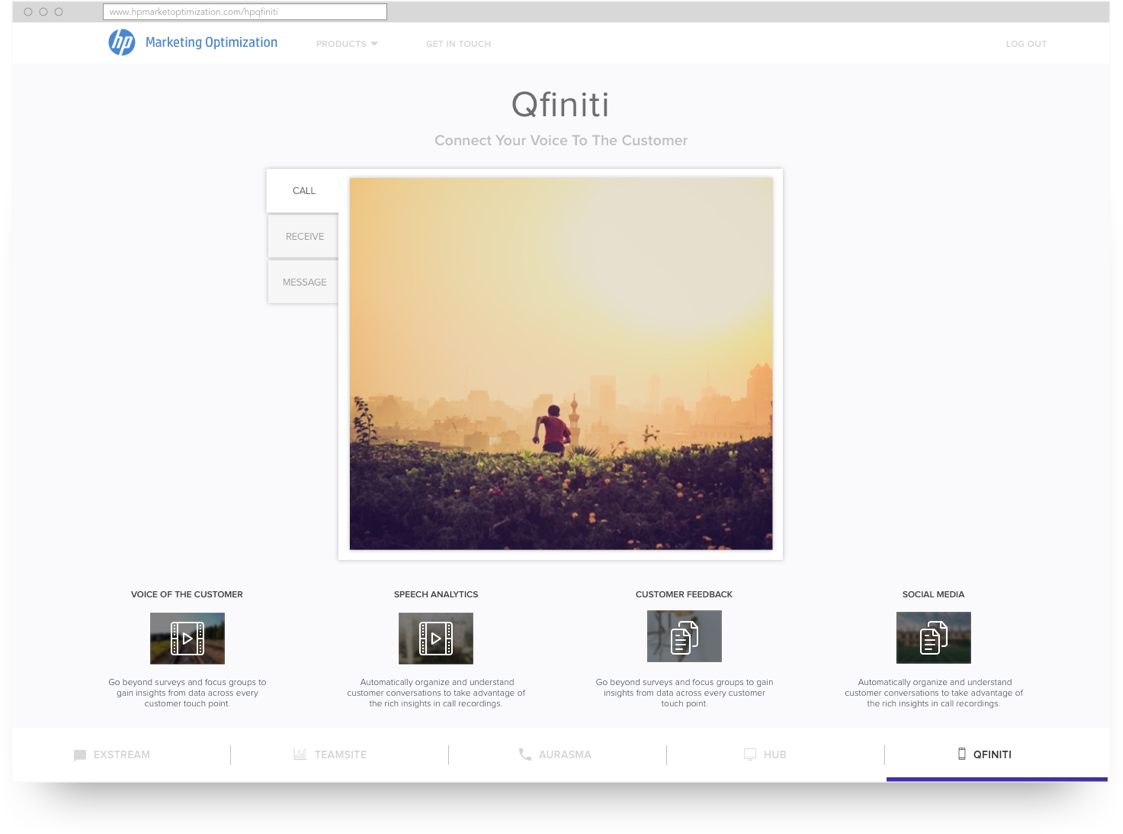 www.hpmarketoptimization.com/hpqfiniti
hp Marketing Optimization PRODUCTS GET IN TOUCH LOG OUT
Qfiniti
Connect Your Voice To The Customer
CALL
RECEIVE
MESSAGE
VOICE OF THE CUSTOMER
Go beyond surveys and focus groups to
gain insights from data across every
customer touch point.
SPEECH ANALYTICS
Automatically organize and understand
customer conversations to take advantage of
the rich insights in call recordings.
CUSTOMER FEEDBACK
Go beyond surveys and focus groups to gain
insights from data across every customer
touch point.
SOCIAL MEDIA
Automatically organize and understand
customer conversations to take advantage of
the rich insights in call recordings.
EXSTREAM TEAMSITE AURASMA HUB QFINITI